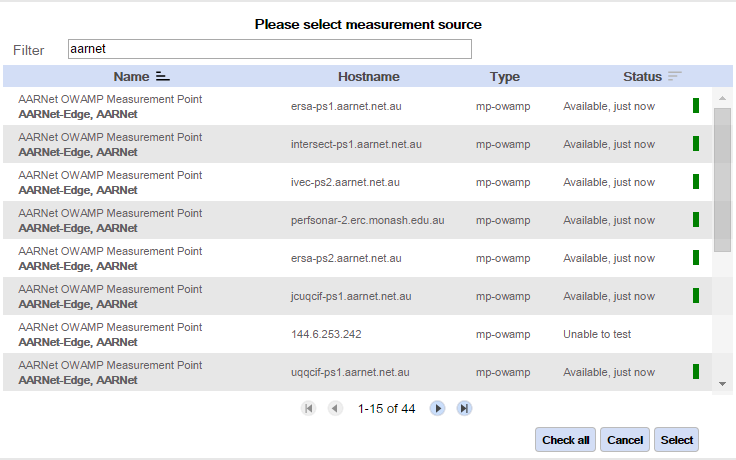 Please select measurement source
Filter aarnet
Name Hostname Type Status
AARNet OWAMP Measurement Point
AARNet-Edge, AARNet
ersa-ps1.aarnet.net.au mp-owamp Available, just now
AARNet OWAMP Measurement Point
AARNet-Edge, AARNet
intersect-ps1.aarnet.net.au mp-owamp Available, just now
AARNet OWAMP Measurement Point
AARNet-Edge, AARNet
ivec-ps2.aarnet.net.au mp-owamp Available, just now
AARNet OWAMP Measurement Point
AARNet-Edge, AARNet
perfsonar-2.erc.monash.edu.au mp-owamp Available, just now
AARNet OWAMP Measurement Point
AARNet-Edge, AARNet
ersa-ps2.aarnet.net.au mp-owamp Available, just now
AARNet OWAMP Measurement Point
AARNet-Edge, AARNet
jcuqcif-ps1.aarnet.net.au mp-owamp Available, just now
AARNet OWAMP Measurement Point
AARNet-Edge, AARNet
144.6.253.242 mp-owamp Unable to test
AARNet OWAMP Measurement Point
AARNet-Edge, AARNet
uqqcif-ps1.aarnet.net.au mp-owamp Available, just now
1-15 of 44
Check all Cancel Select